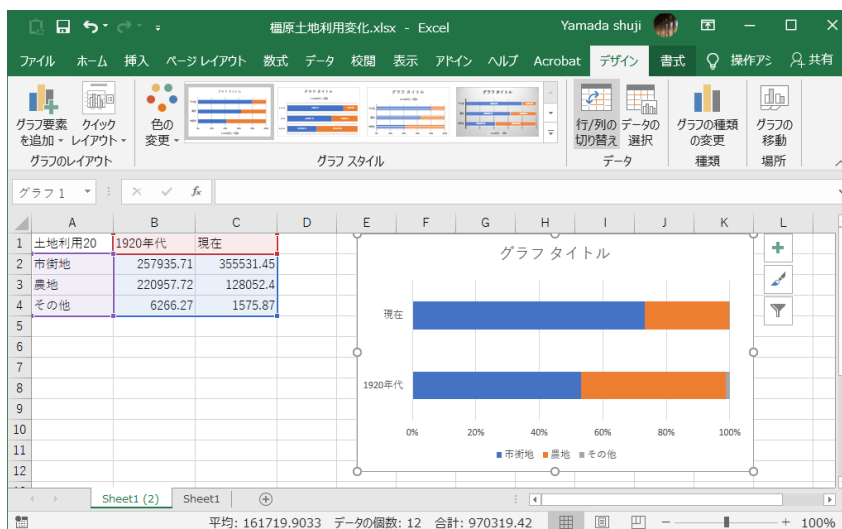 橿原土地利用変化.xlsx - Excel
Yamada shuji
ファイル ホーム 挿入 ページ レイアウト 数式 データ 校閲 表示 アドイン ヘルプ Acrobat デザイン 書式 操作アシ 共有
グラフ要素を追加 クイックレイアウト 色の変更 行/列の切り替え データの選択 グラフの種類の変更 グラフの移動
グラフのレイアウト グラフ スタイル データ 種類 場所
グラフ 1 fx
A B C D E F G H I J K L
1 土地利用20 1920年代 現在
2 市街地 257935.71 355531.45
3 農地 220957.72 128052.4
4 その他 6266.27 1575.87
5
6
7
8
9
10
11
12
グラフ タイトル
現在
1920年代
0% 20% 40% 60% 80% 100%
市街地 農地 その他
Sheet1 (2) Sheet1
平均: 161719.9033 データの個数: 12 合計: 970319.42 100%